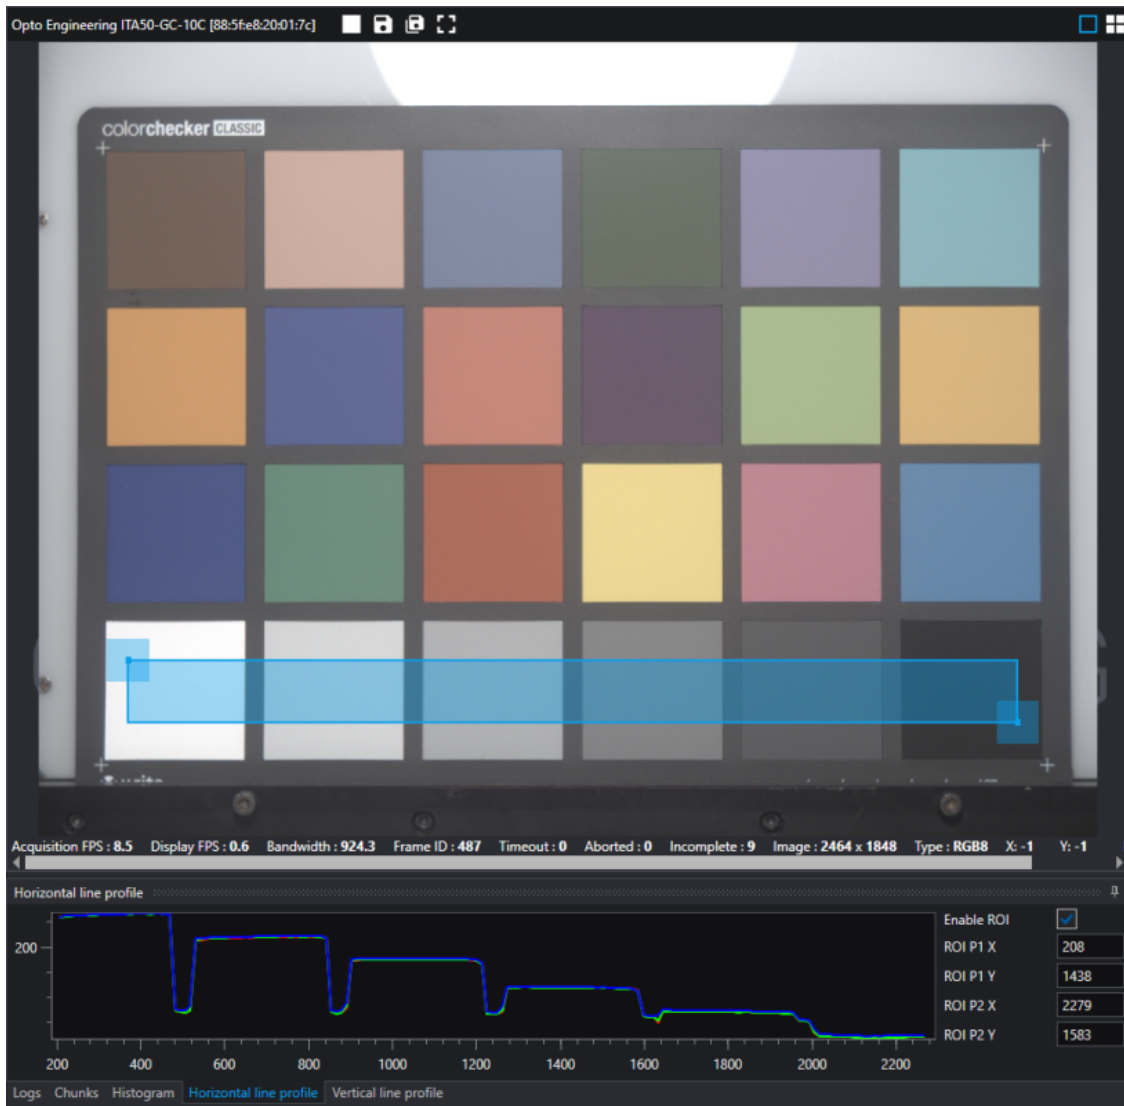 Opto Engineering ITA50-GC-10C [88:5f:e8:20:01:7c]
colorchecker CLASSIC
Acquisition FPS : 8.5 Display FPS : 0.6 Bandwidth : 924.3 Frame ID : 487 Timeout : 0 Aborted : 0 Incomplete : 9 Image : 2464 x 1848 Type : RGB8 X: -1 Y: -1
Horizontal line profile
Enable ROI
200
ROI P1 X 208
ROI P1 Y 1438
ROI P2 X 2279
ROI P2 Y 1583
200 400 600 800 1000 1200 1400 1600 1800 2000 2200
Logs Chunks Histogram Horizontal line profile Vertical line profile